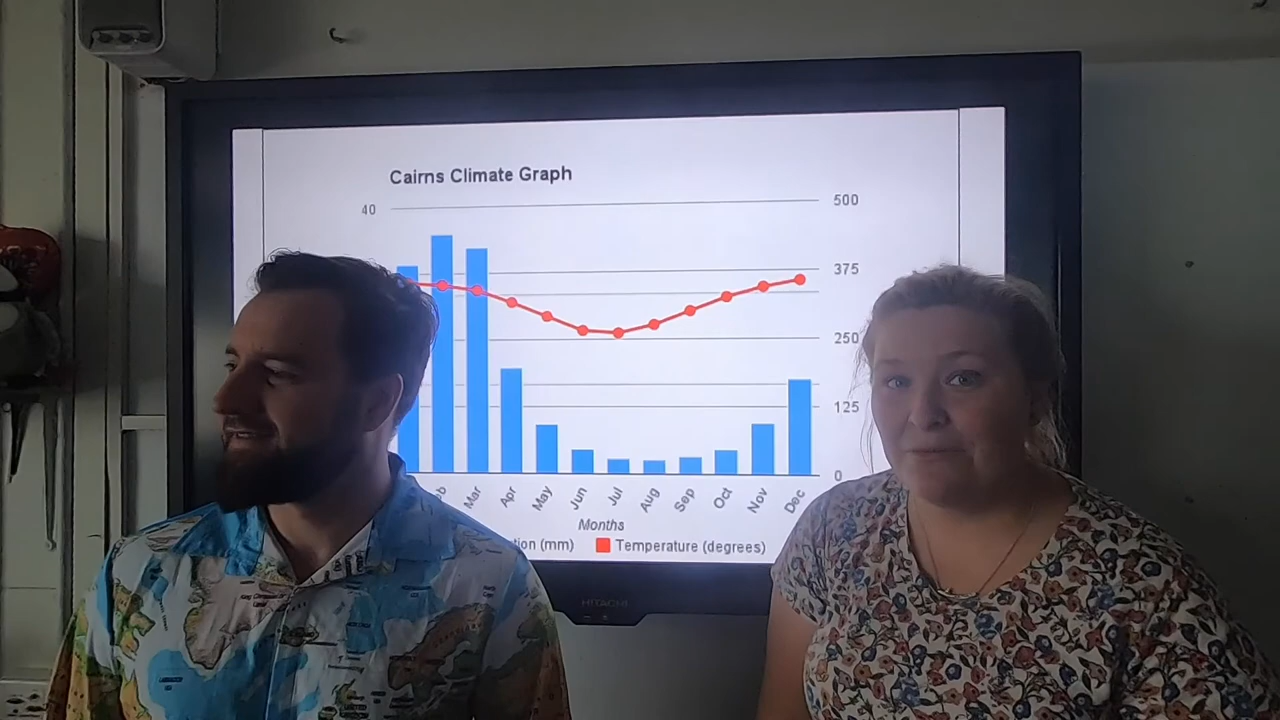 Cairns Climate Graph
40
500
375
250
125
0
Mar
Apr
May
Jun
Jul
Aug
Sep
Oct
Nov
Dec
Months
(mm)
Temperature (degrees)
HITACHI